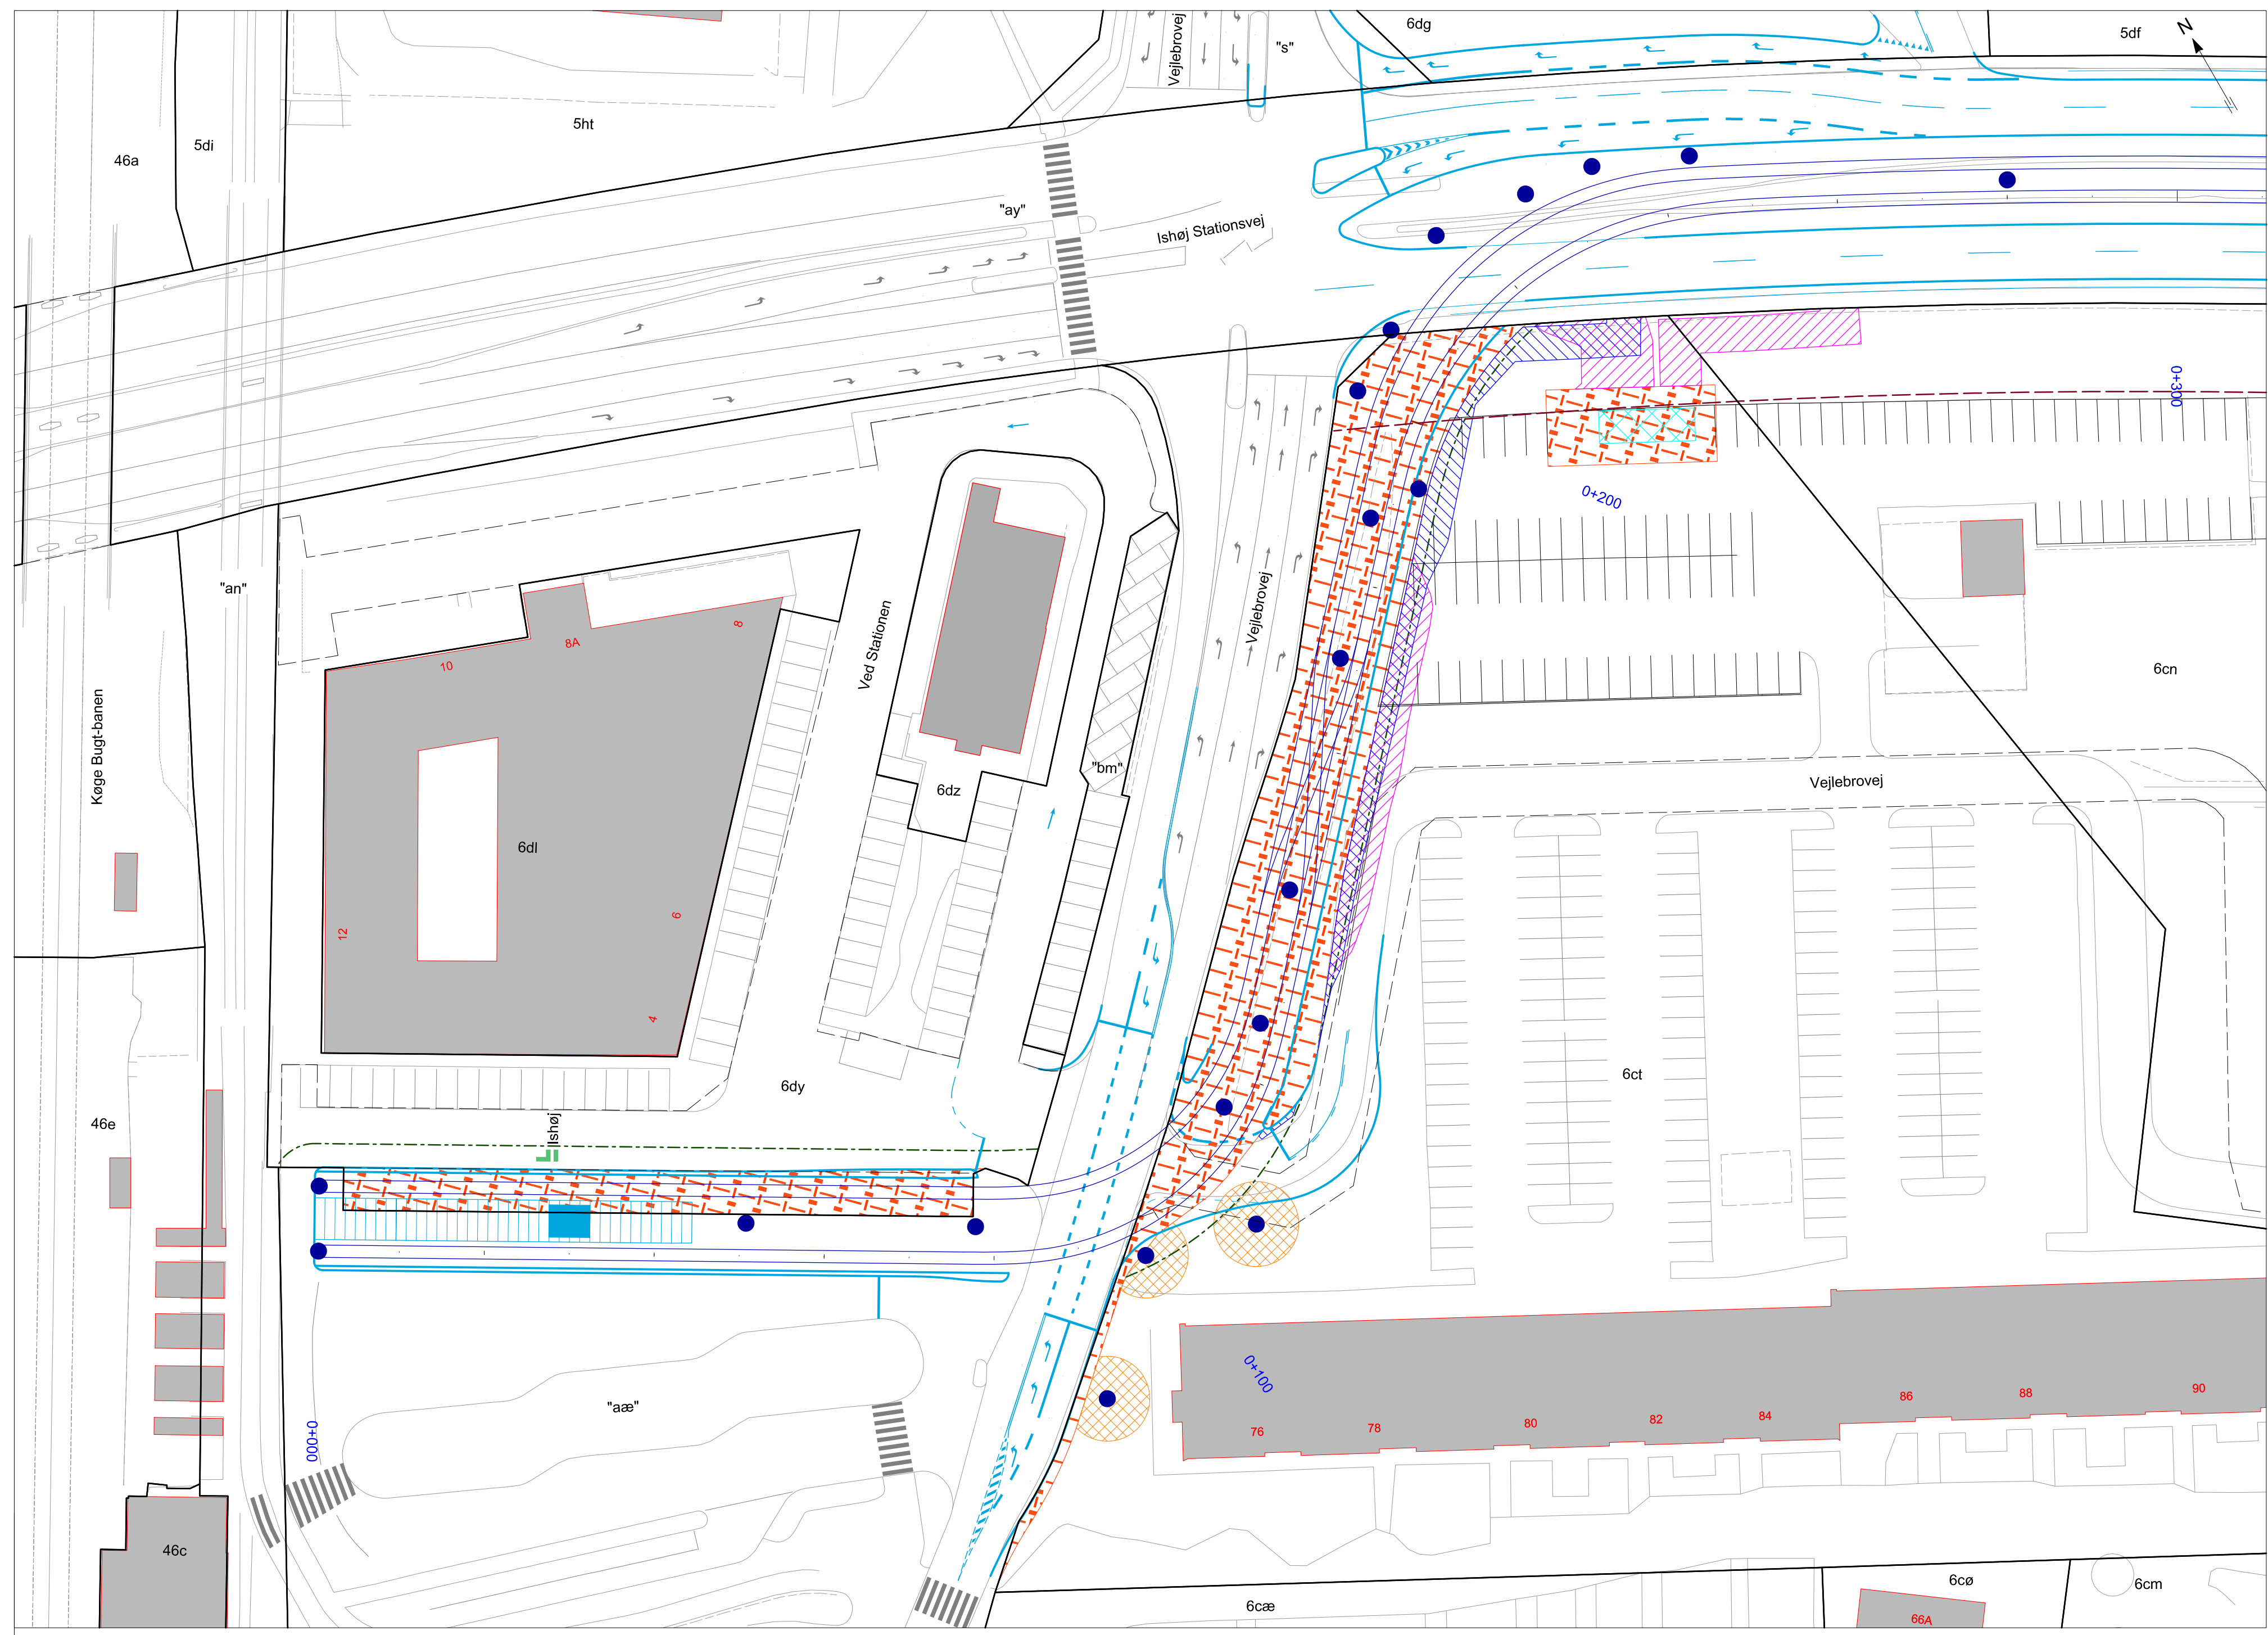 Vejlebrovej
"s"
6dg
5df
N
5ht
5di
46a
"ay"
Ishøj Stationsvej
0+300
0+200
"an"
Ved Stationen
Vejlebrovej
8A
8
10
6cn
Køge Bugt-banen
"bm"
Vejlebrovej
6dz
6dl
6
12
4
6ct
6dy
46e
Ishøj
0+100
000+0
"aæ"
76
78
80
82
84
86
88
90
46c
6cæ
6cø
6cm
66A